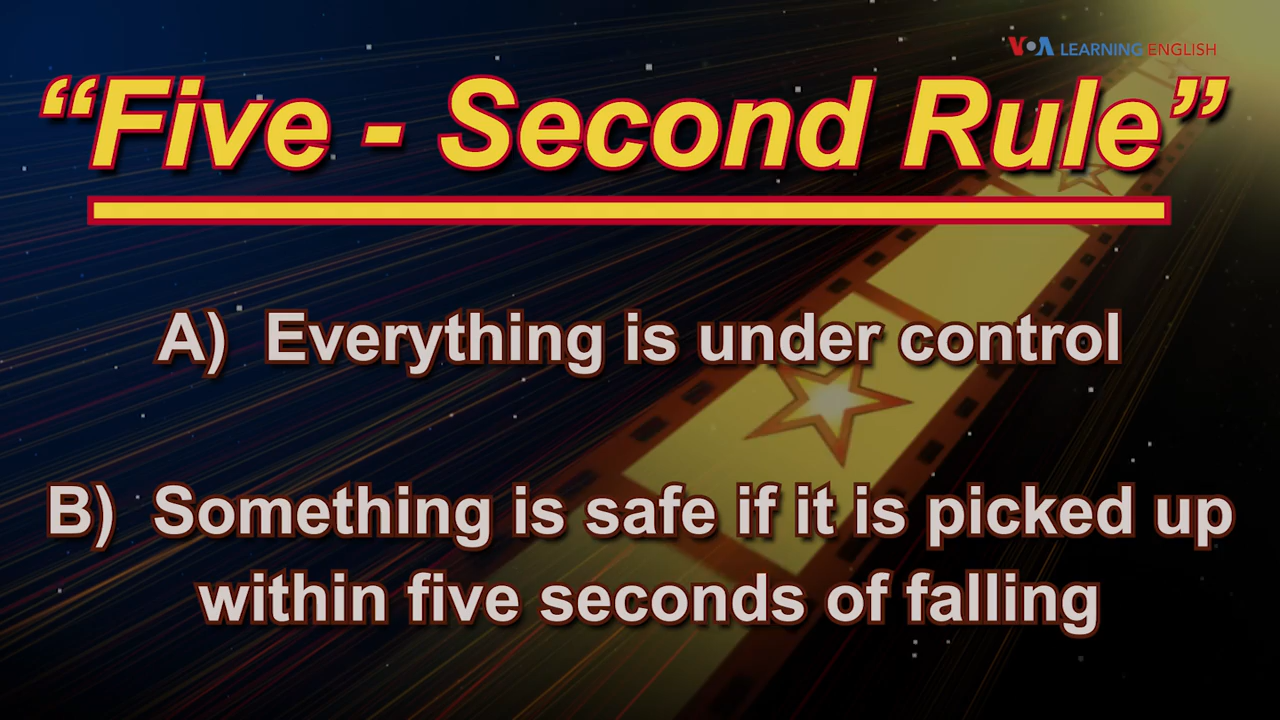 VOA LEARNING ENGLISH
“Five - Second Rule”
A) Everything is under control
B) Something is safe if it is picked up
within five seconds of falling